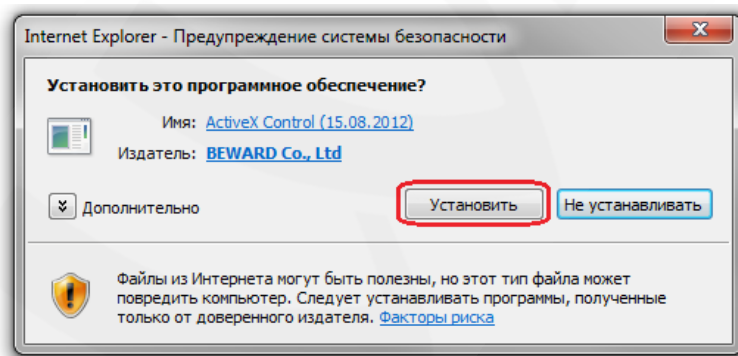 Internet Explorer - Предупреждение системы безопасности
Установить это программное обеспечение?
Имя: ActiveX Control (15.08.2012)
Издатель: BEWARD Co., Ltd
Дополнительно
Установить
Не устанавливать
Файлы из Интернета могут быть полезны, но этот тип файла может
повредить компьютер. Следует устанавливать программы, полученные
только от доверенного издателя. Факторы риска